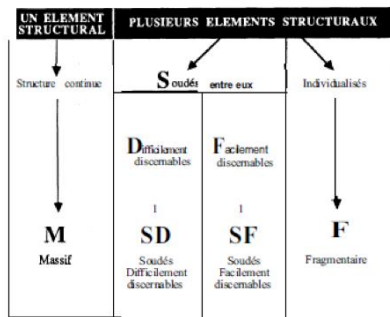 UN ELEMENT
STRUCTURAL
PLUSIEURS ELEMENTS STRUCTURAUX
Structure continue
Soudés entre eux
Individualisés
Difficilement
discernables
Facilement
discernables
M
Massif
SD
Soudés
Difficilement
discernables
SF
Soudés
Facilement
discernables
F
Fragmentaire